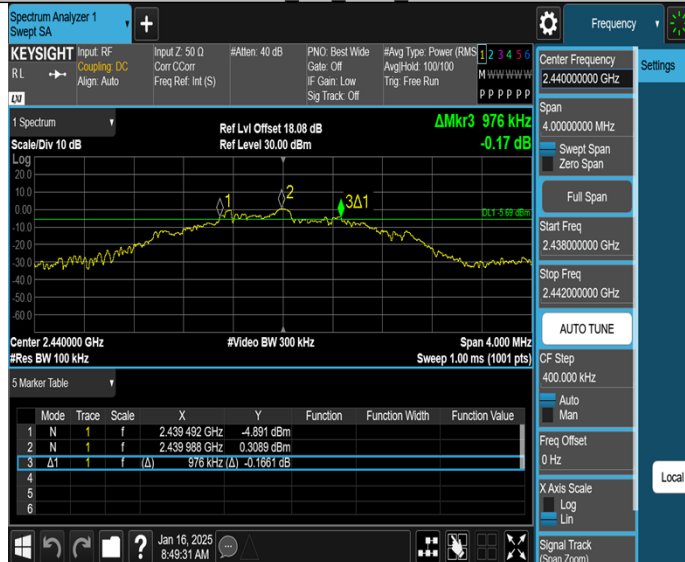 Spectrum Analyzer 1
Swept SA
Frequency
KEYSIGHT
RL
LXI
Input: RF
Coupling: DC
Align: Auto
Input Z: 50 Ω
Corr CCorr
Freq Ref: Int (S)
#Atten: 40 dB
PNO: Best Wide
Gate: Off
IF Gain: Low
Sig Track: Off
#Avg Type: Power (RMS
Avg|Hold: 100/100
Trig: Free Run
1 2 3 4 5 6
M W W W W W
P P P P P P
Center Frequency
2.440000000 GHz
Settings
Span
4.00000000 MHz
Swept Span
Zero Span
Full Span
Start Freq
2.438000000 GHz
Stop Freq
2.442000000 GHz
AUTO TUNE
CF Step
400.000 kHz
Auto
Man
Freq Offset
0 Hz
X Axis Scale
Log
Lin
Signal Track
(Span Zoom)
Local
1 Spectrum
Scale/Div 10 dB
Ref Lvl Offset 18.08 dB
Ref Level 30.00 dBm
ΔMkr3 976 kHz
-0.17 dB
Log
20.0
10.0
0.00
-10.0
-20.0
-30.0
-40.0
-50.0
-60.0
1
2
3Δ1
DL1 -5.69 dBm
Center 2.440000 GHz
#Res BW 100 kHz
#Video BW 300 kHz
Span 4.000 MHz
Sweep 1.00 ms (1001 pts)
5 Marker Table
Mode Trace Scale X Y Function Function Width Function Value
1 N 1 f 2.439 492 GHz -4.891 dBm
2 N 1 f 2.439 988 GHz 0.3089 dBm
3 Δ1 1 f (Δ) 976 kHz (Δ) -0.1661 dB
4
5
6
Jan 16, 2025
8:49:31 AM